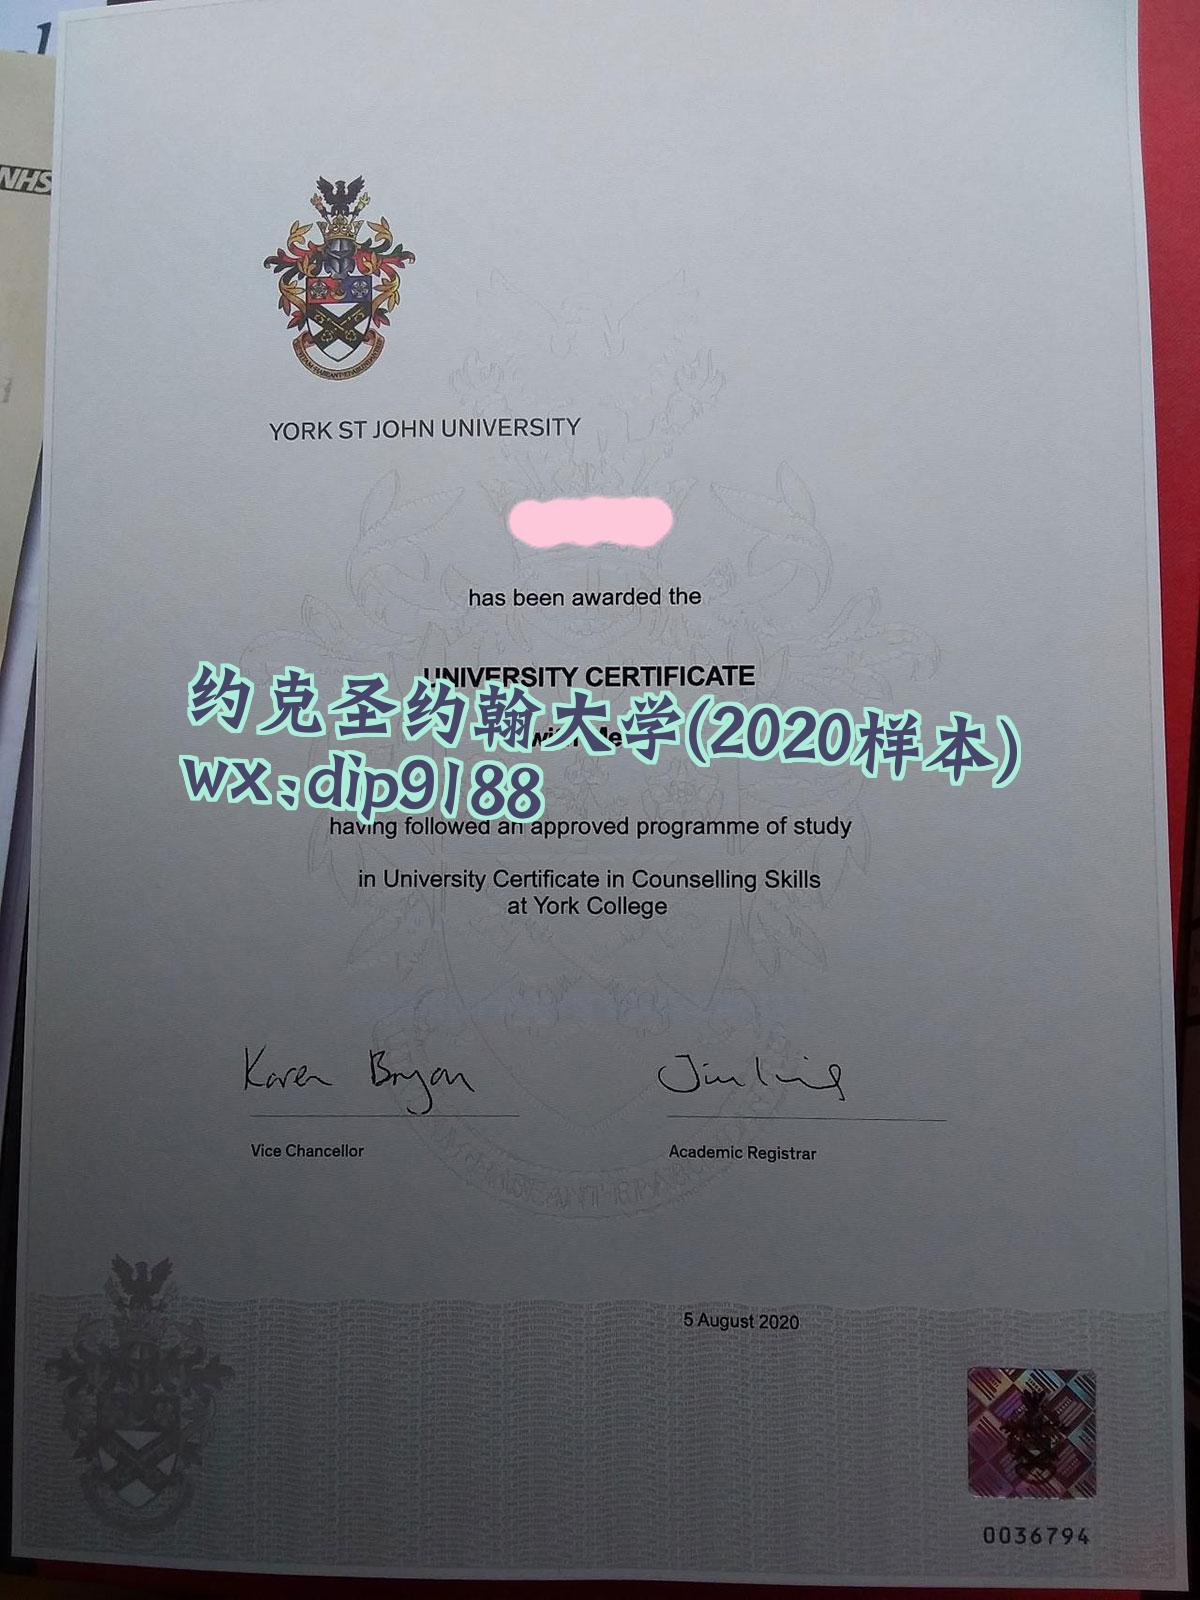 NHS
YORK ST JOHN UNIVERSITY
has been awarded the
UNIVERSITY CERTIFICATE
约克圣约翰大学(2020样本)
wx:dip9188
having followed an approved programme of study
in University Certificate in Counselling Skills
at York College
Karen Bryan
Vice Chancellor
Academic Registrar
5 August 2020
0036794